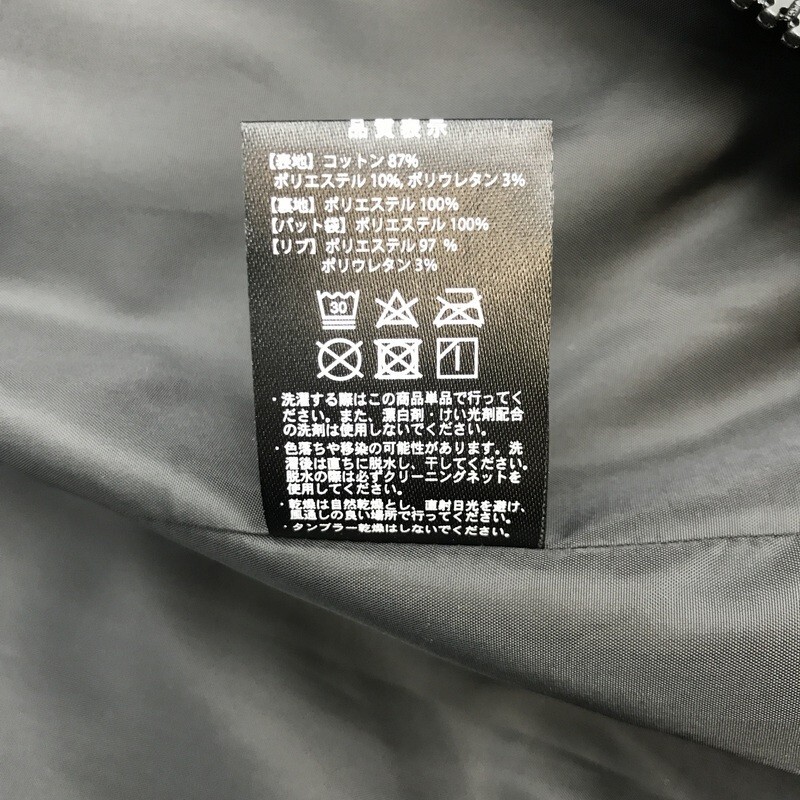 品質表示
【表地】コットン 87%
ポリエステル 10%, ポリウレタン 3%
【裏地】ポリエステル 100%
【パット袋】ポリエステル 100%
【リブ】ポリエステル 97 %
ポリウレタン 3%
30
・洗濯する際はこの商品単品で行ってく
ださい。また、漂白剤・けい光剤配合
の洗剤は使用しないでください。
・色落ちや移染の可能性があります。洗
濯後は直ちに脱水し、干してください。
脱水の際は必ずクリーニングネットを
使用してください。
・乾燥は自然乾燥とし、直射日光を避け、
風通しの良い場所で行ってください。
・タンブラー乾燥はしないでください。